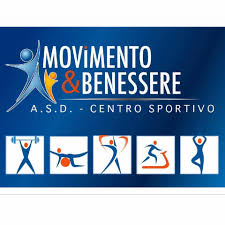 MOVIMENTO
&BENESSERE
A.S.D. - CENTRO SPORTIVO